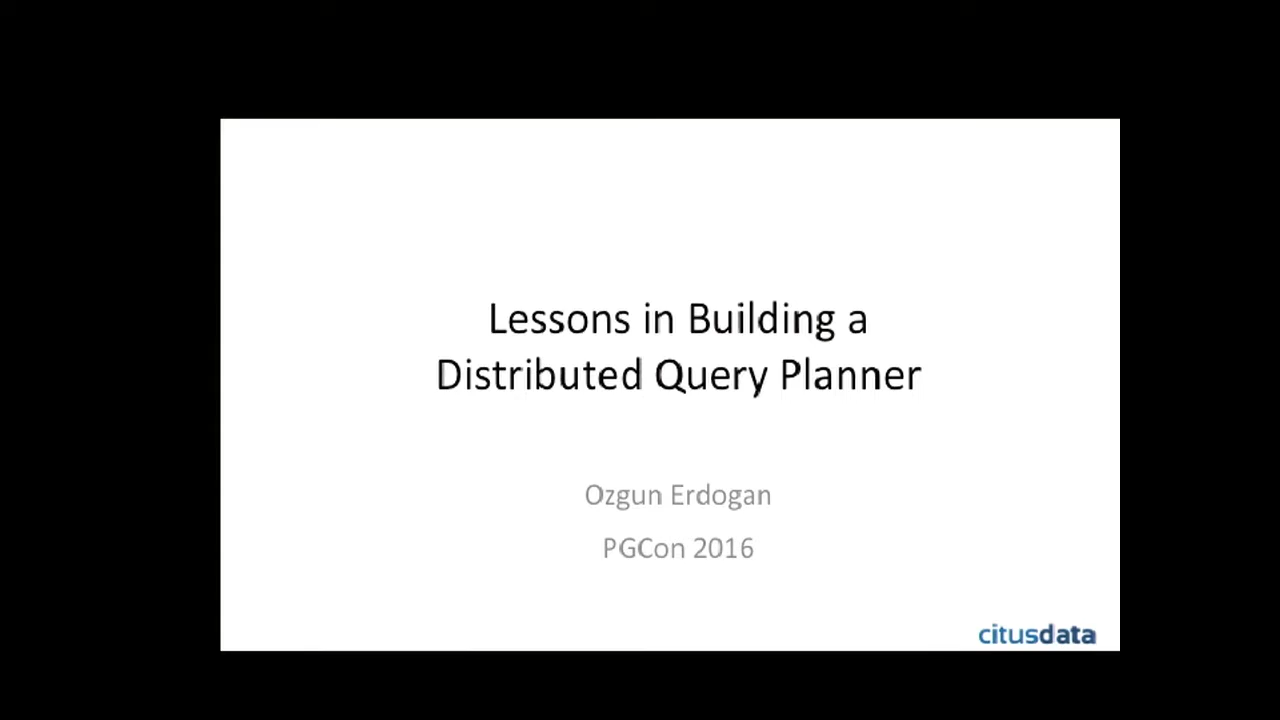 Lessons in Building a
Distributed Query Planner
Ozgun Erdogan
PGCon 2016
citusdata